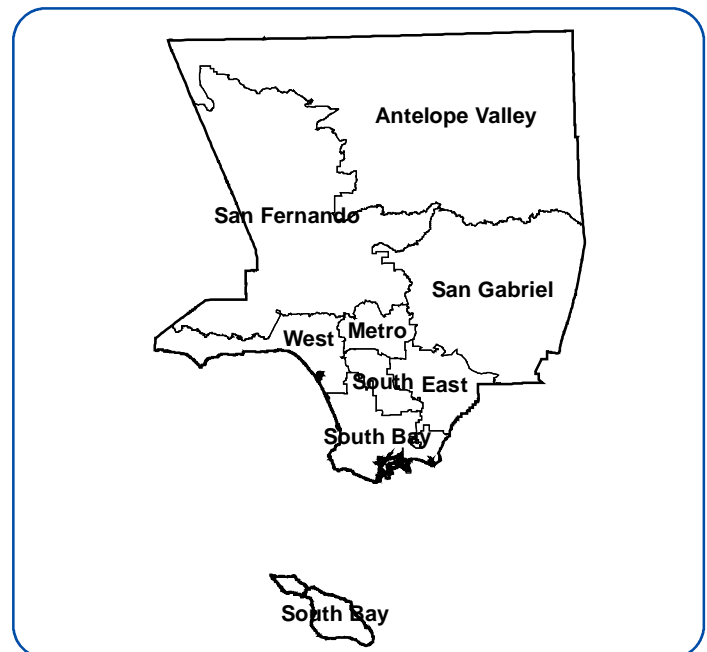 Antelope Valley
San Fernando
San Gabriel
West
Metro
South
East
South Bay
South Bay